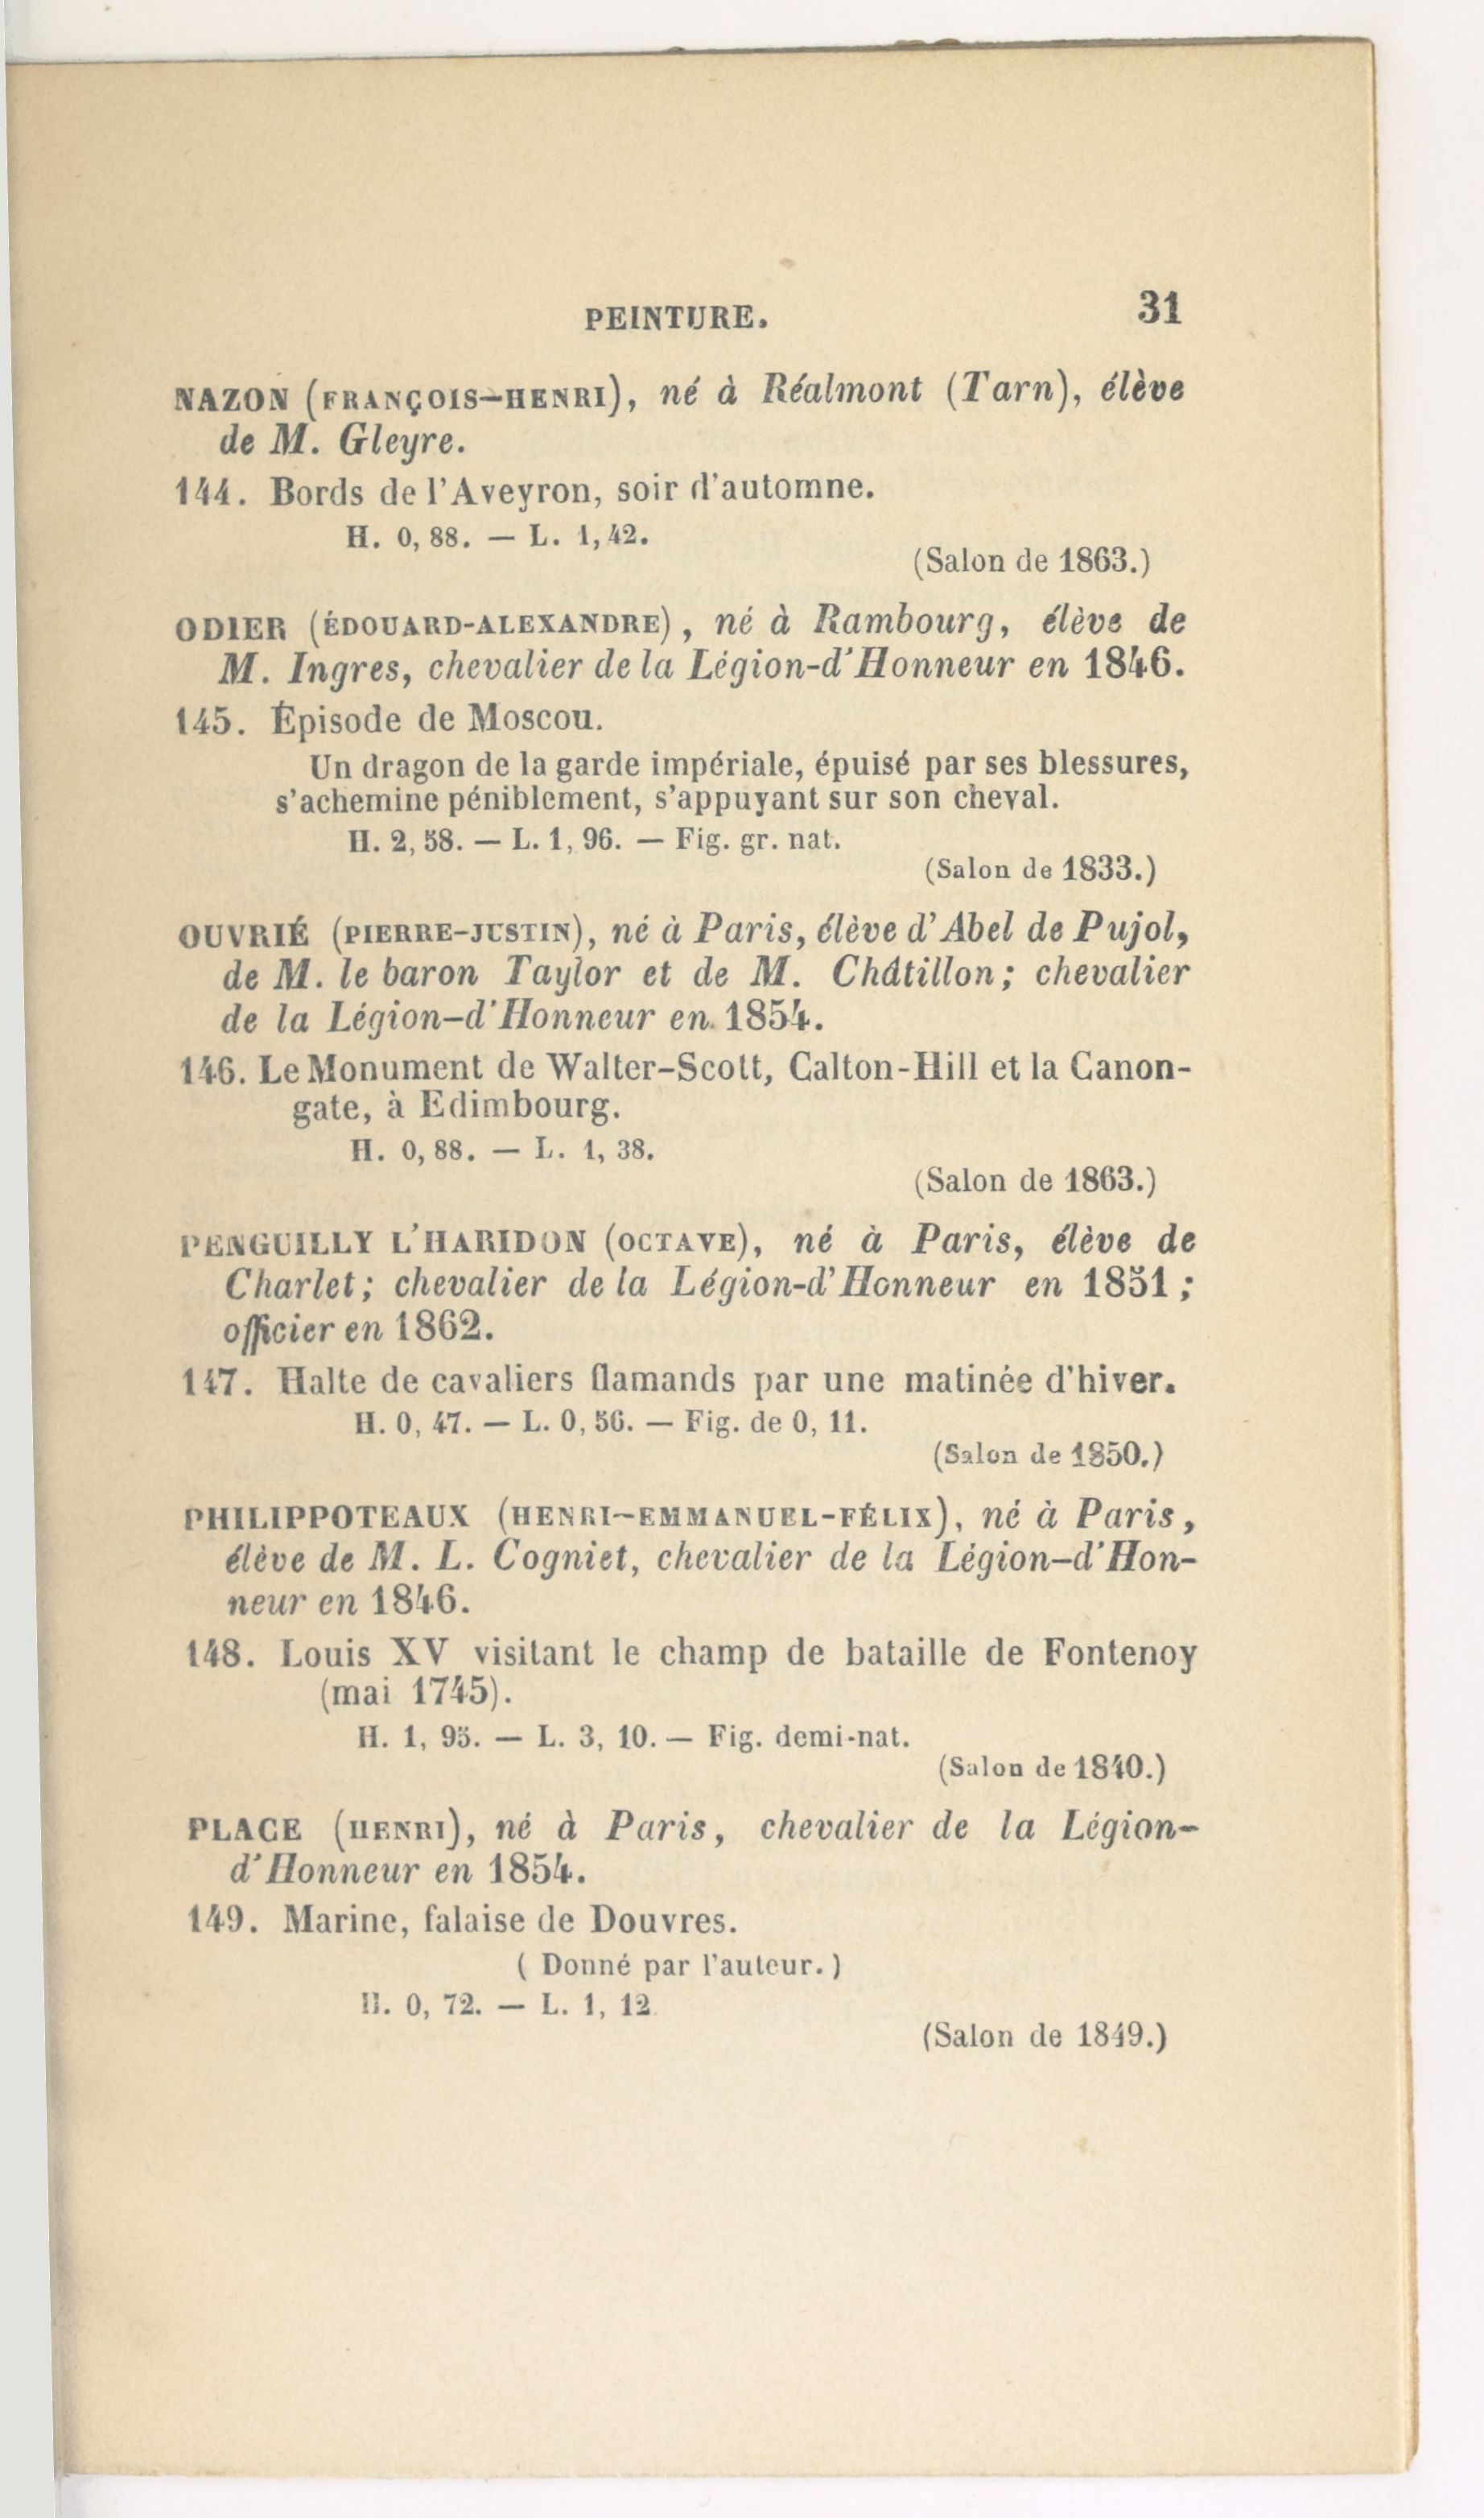 PEINTURE.
31
NAZON (FRANÇOIS-HENRI), né à Réalmont (Tarn), élève
de M. Gleyre.
144. Bords de l'Aveyron, soir d'automne.
H. 0, 88. — L. 1, 42.
(Salon de 1863.)
ODIER (ÉDOUARD-ALEXANDRE), né à Rambourg, élève de
M. Ingres, chevalier de la Légion-d'Honneur en 1846.
145. Épisode de Moscou.
Un dragon de la garde impériale, épuisé par ses blessures,
s'achemine péniblement, s'appuyant sur son cheval.
H. 2, 58. — L. 1, 96. — Fig. gr. nat.
(Salon de 1833.)
OUVRIÉ (PIERRE-JUSTIN), né à Paris, élève d'Abel de Pujol,
de M. le baron Taylor et de M. Châtillon; chevalier
de la Légion-d'Honneur en 1854.
146. Le Monument de Walter-Scott, Calton-Hill et la Canon-
gate, à Edimbourg.
H. 0, 88. — L. 1, 38.
(Salon de 1863.)
PENGUILLY L'HARIDON (OCTAVE), né à Paris, élève de
Charlet; chevalier de la Légion-d'Honneur en 1851;
officier en 1862.
147. Halte de cavaliers flamands par une matinée d'hiver.
H. 0, 47. — L. 0, 56. — Fig. de 0, 11.
(Salon de 1850.)
PHILIPPOTEAUX (HENRI-EMMANUEL-FÉLIX), né à Paris,
élève de M. L. Cogniet, chevalier de la Légion-d'Hon-
neur en 1846.
148. Louis XV visitant le champ de bataille de Fontenoy
(mai 1745).
H. 1, 95. — L. 3, 10. — Fig. demi-nat.
(Salon de 1840.)
PLACE (HENRI), né à Paris, chevalier de la Légion-
d'Honneur en 1854.
149. Marine, falaise de Douvres.
( Donné par l'auteur. )
H. 0, 72. — L. 1, 12.
(Salon de 1849.)